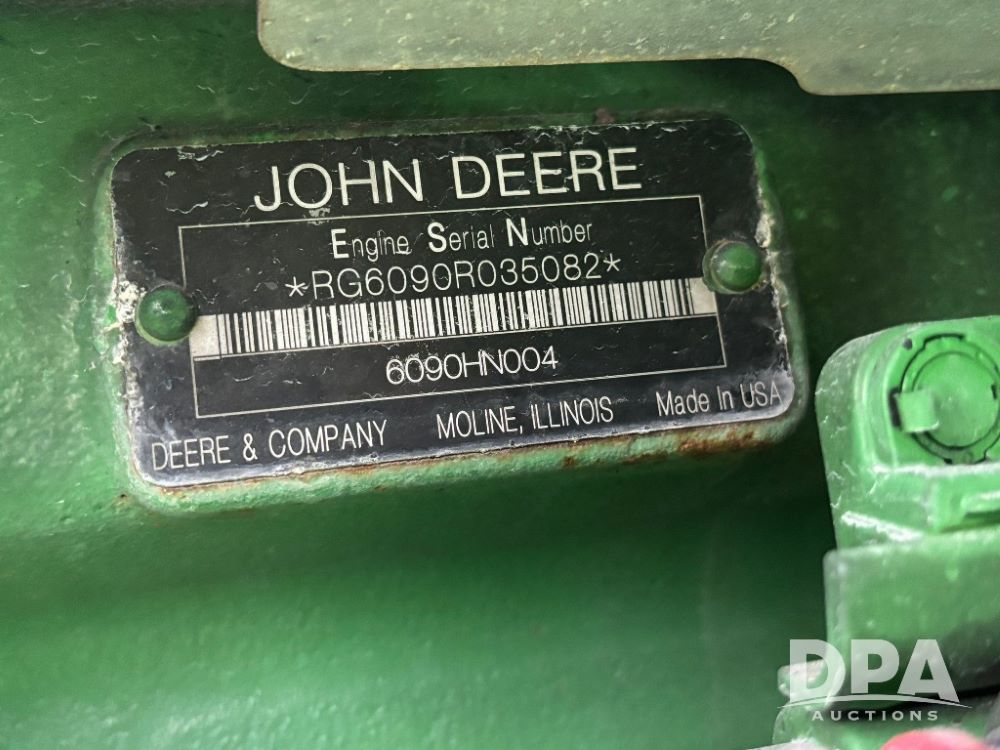 JOHN DEERE
Engine Serial Number
*RG6090R035082*
6090HN004
DEERE & COMPANY MOLINE, ILLINOIS Made In USA
DPA
AUCTIONS